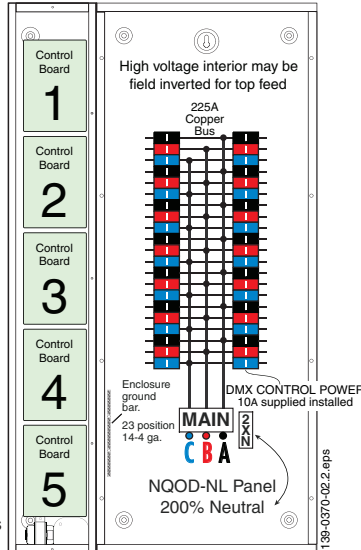 Control
Board
1
Control
Board
2
Control
Board
3
Control
Board
4
Control
Board
5
High voltage interior may be
field inverted for top feed
225A
Copper
Bus
Enclosure
ground
bar.
23 position
14-4 ga.
DMX CONTROL POWER
10A supplied installed
MAIN
2XN
C B A
NQOD-NL Panel
200% Neutral
139-0370-02.2.eps
s